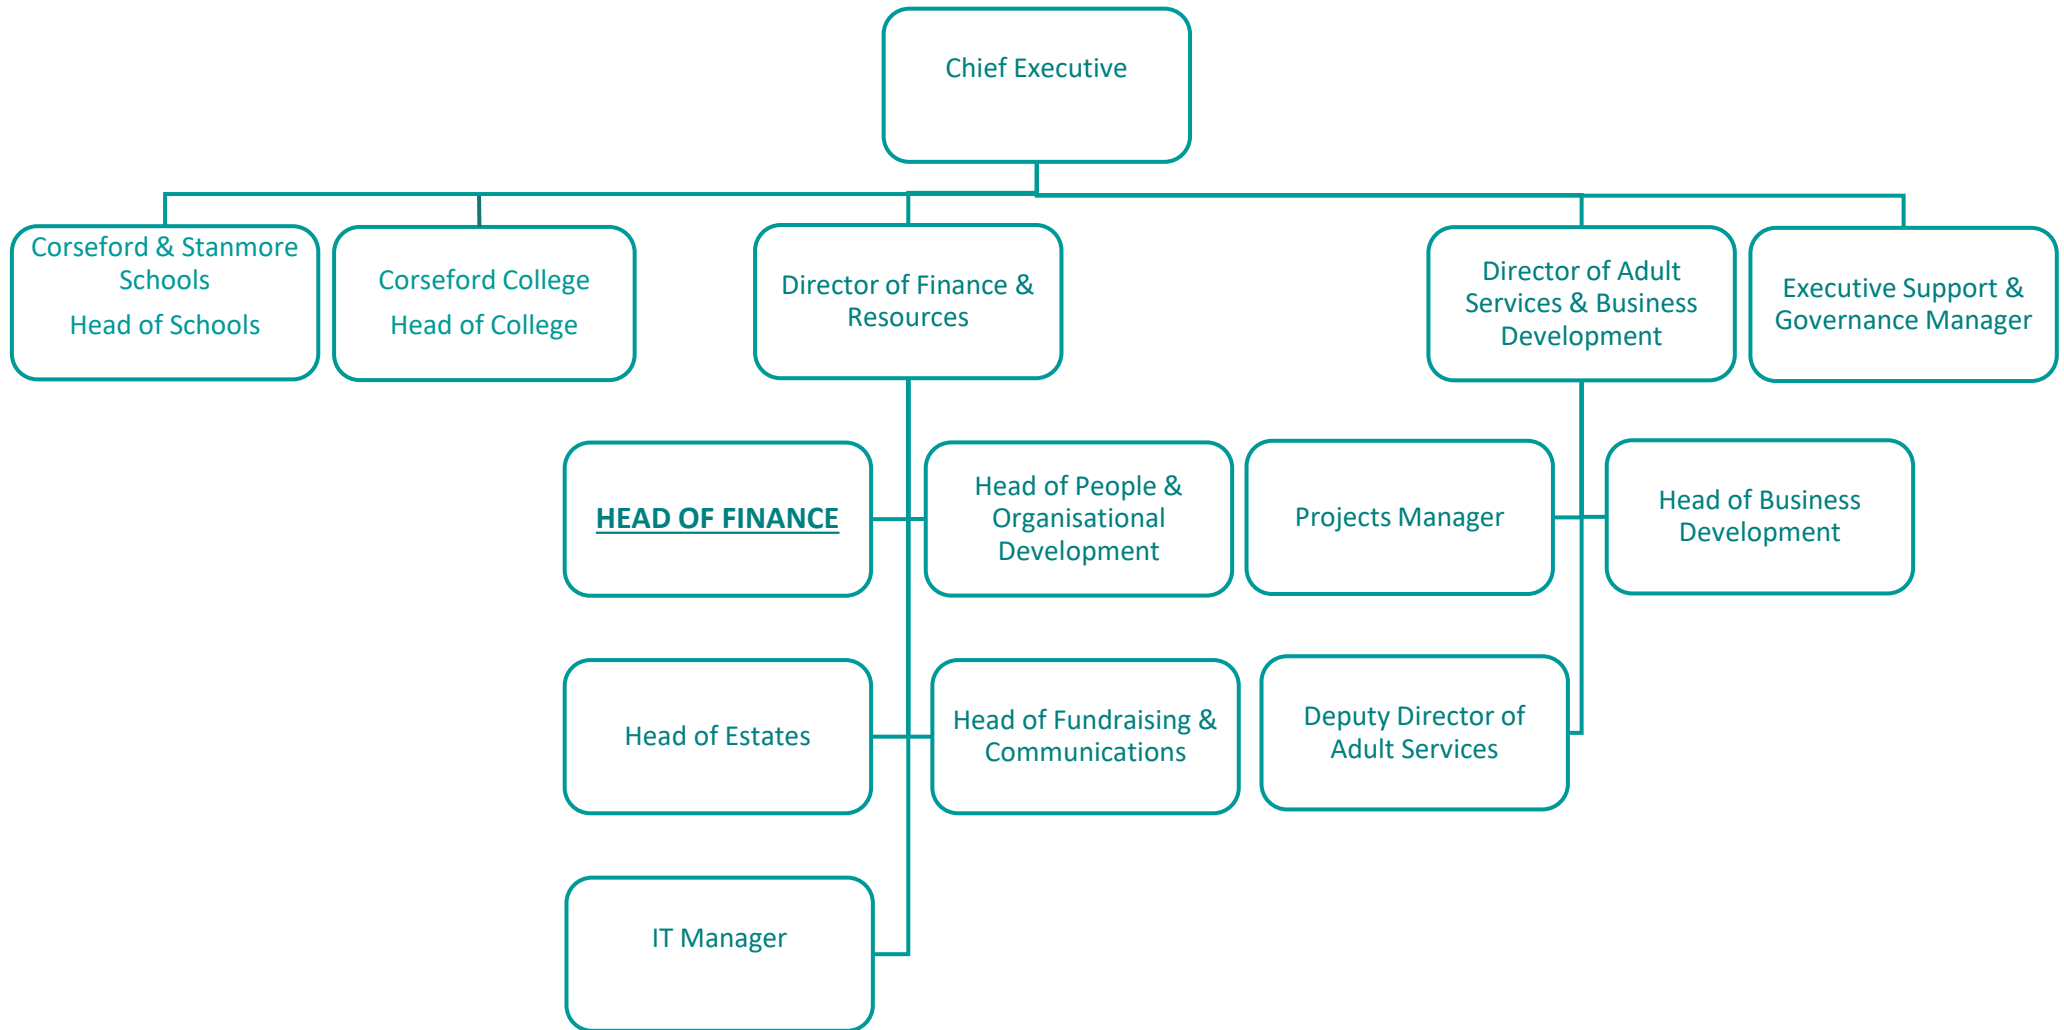 Chief Executive
Corseford & Stanmore
Schools
Head of Schools
Corseford College
Head of College
Director of Finance &
Resources
Director of Adult
Services & Business
Development
Executive Support &
Governance Manager
HEAD OF FINANCE
Head of People &
Organisational
Development
Projects Manager
Head of Business
Development
Head of Estates
Head of Fundraising &
Communications
Deputy Director of
Adult Services
IT Manager